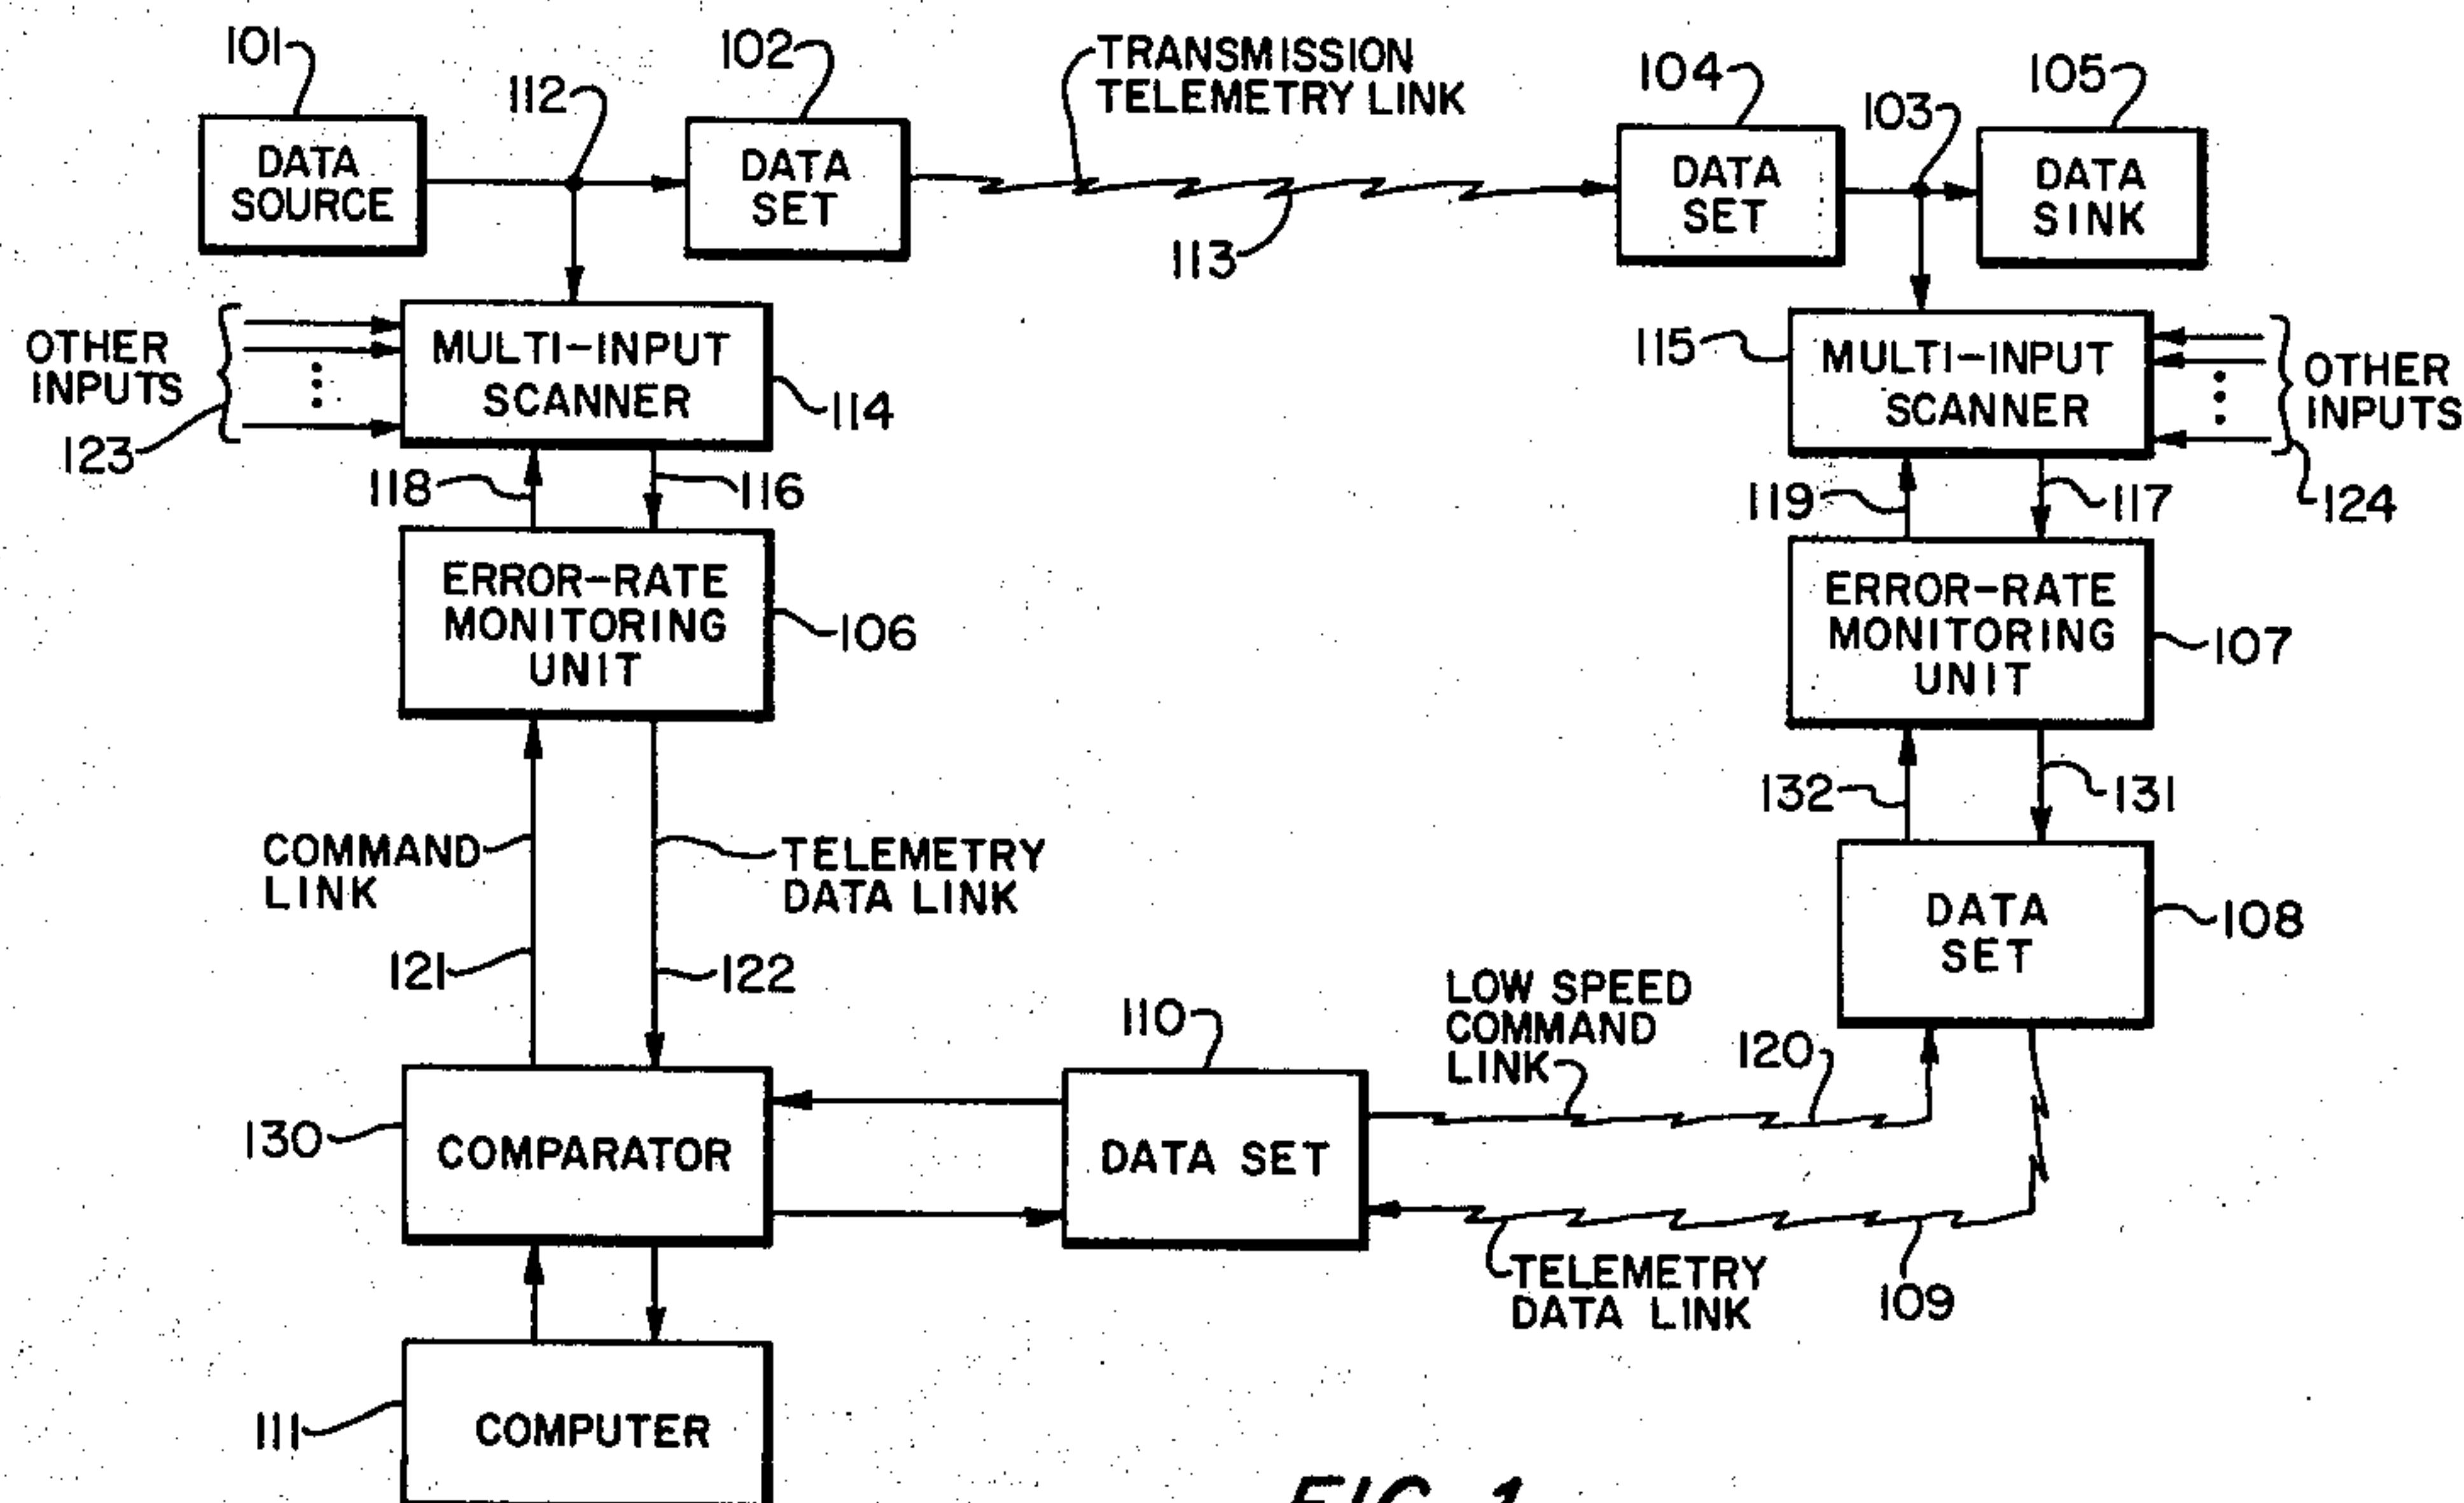 101
112
102
TRANSMISSION
TELEMETRY LINK
104
103
105
DATA
SOURCE
DATA
SET
113
DATA
SET
DATA
SINK
OTHER
INPUTS
123
MULTI-INPUT
SCANNER
114
115
MULTI-INPUT
SCANNER
OTHER
INPUTS
124
118
116
119
117
ERROR-RATE
MONITORING
UNIT
106
ERROR-RATE
MONITORING
UNIT
107
132
131
COMMAND
LINK
TELEMETRY
DATA LINK
121
122
DATA
SET
108
110
LOW SPEED
COMMAND
LINK
120
130
COMPARATOR
DATA SET
TELEMETRY
DATA LINK
109
111
COMPUTER
FIG. 1